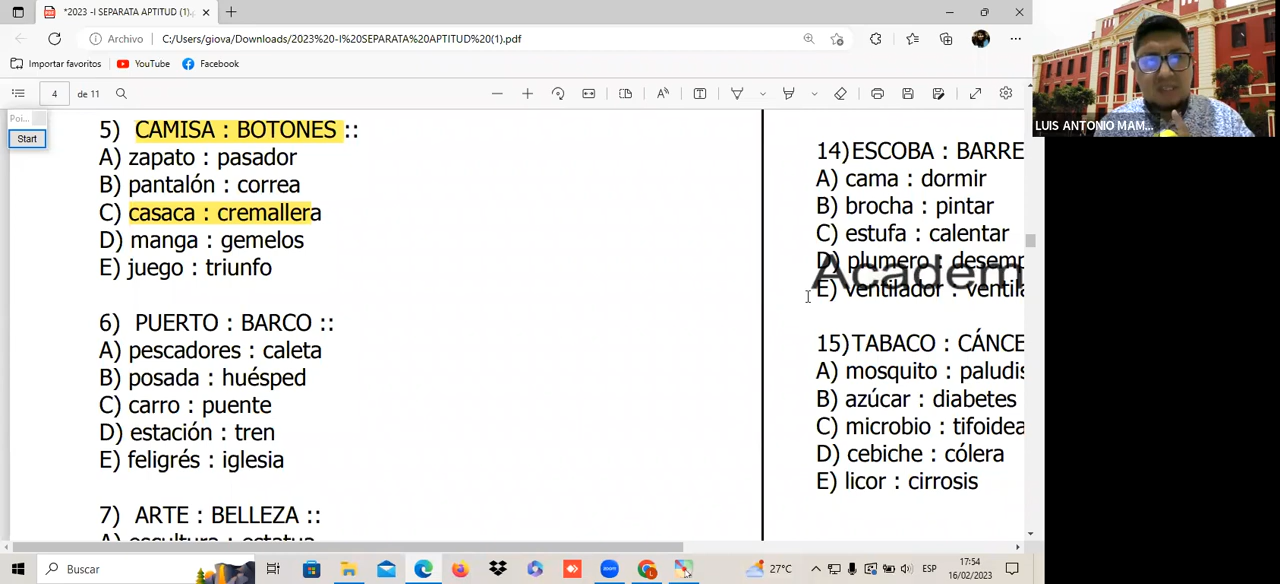 *2023 -I SEPARATA APTITUD (1).p
Archivo
C:/Users/giova/Downloads/2023%20-I%20SEPARATA%20APTITUD%20(1).pdf
Importar favoritos
YouTube
Facebook
4
de 11
Poi...
Start
LUIS ANTONIO MAM...
5) CAMISA : BOTONES ::
A) zapato : pasador
B) pantalón : correa
C) casaca : cremallera
D) manga : gemelos
E) juego : triunfo
6) PUERTO : BARCO ::
A) pescadores : caleta
B) posada : huésped
C) carro : puente
D) estación : tren
E) feligrés : iglesia
7) ARTE : BELLEZA ::
14)ESCOBA : BARRE
A) cama : dormir
B) brocha : pintar
C) estufa : calentar
D) plumero : desemp
Academ
E) ventilador : ventila
15)TABACO : CÁNCE
A) mosquito : paludis
B) azúcar : diabetes
C) microbio : tifoidea
D) cebiche : cólera
E) licor : cirrosis
Buscar
27°C
ESP
17:54
16/02/2023